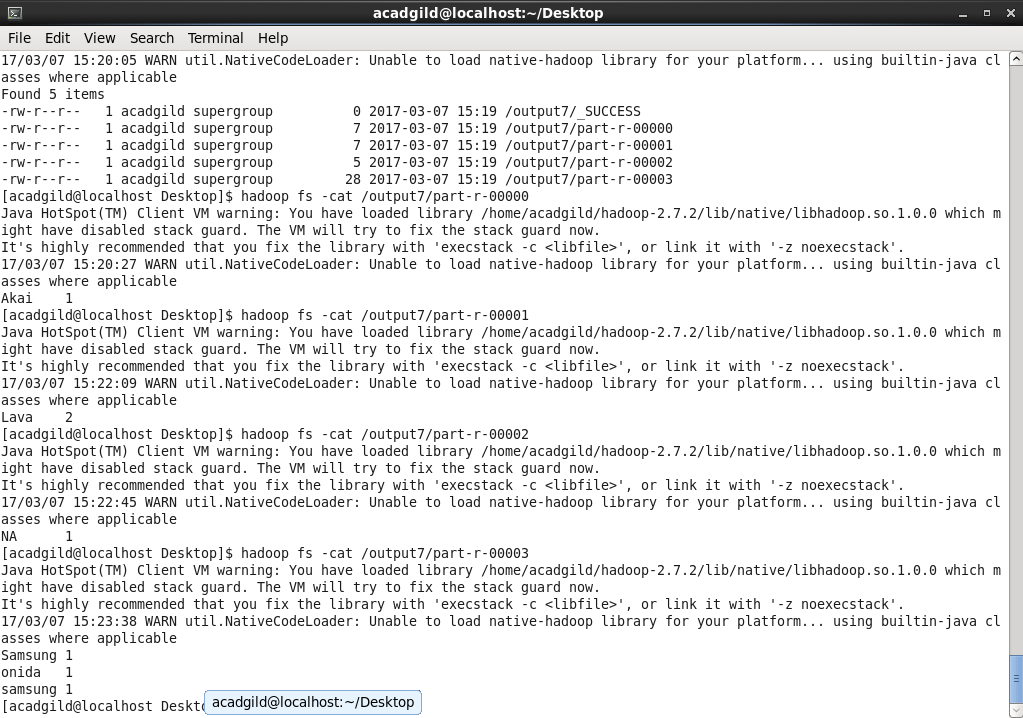 acadgild@localhost:~/Desktop
File Edit View Search Terminal Help
17/03/07 15:20:05 WARN util.NativeCodeLoader: Unable to load native-hadoop library for your platform... using builtin-java cl
asses where applicable
Found 5 items
-rw-r--r--   1 acadgild supergroup          0 2017-03-07 15:19 /output7/_SUCCESS
-rw-r--r--   1 acadgild supergroup          7 2017-03-07 15:19 /output7/part-r-00000
-rw-r--r--   1 acadgild supergroup          7 2017-03-07 15:19 /output7/part-r-00001
-rw-r--r--   1 acadgild supergroup          5 2017-03-07 15:19 /output7/part-r-00002
-rw-r--r--   1 acadgild supergroup         28 2017-03-07 15:19 /output7/part-r-00003
[acadgild@localhost Desktop]$ hadoop fs -cat /output7/part-r-00000
Java HotSpot(TM) Client VM warning: You have loaded library /home/acadgild/hadoop-2.7.2/lib/native/libhadoop.so.1.0.0 which m
ight have disabled stack guard. The VM will try to fix the stack guard now.
It's highly recommended that you fix the library with 'execstack -c <libfile>', or link it with '-z noexecstack'.
17/03/07 15:20:27 WARN util.NativeCodeLoader: Unable to load native-hadoop library for your platform... using builtin-java cl
asses where applicable
Akai    1
[acadgild@localhost Desktop]$ hadoop fs -cat /output7/part-r-00001
Java HotSpot(TM) Client VM warning: You have loaded library /home/acadgild/hadoop-2.7.2/lib/native/libhadoop.so.1.0.0 which m
ight have disabled stack guard. The VM will try to fix the stack guard now.
It's highly recommended that you fix the library with 'execstack -c <libfile>', or link it with '-z noexecstack'.
17/03/07 15:22:09 WARN util.NativeCodeLoader: Unable to load native-hadoop library for your platform... using builtin-java cl
asses where applicable
Lava    2
[acadgild@localhost Desktop]$ hadoop fs -cat /output7/part-r-00002
Java HotSpot(TM) Client VM warning: You have loaded library /home/acadgild/hadoop-2.7.2/lib/native/libhadoop.so.1.0.0 which m
ight have disabled stack guard. The VM will try to fix the stack guard now.
It's highly recommended that you fix the library with 'execstack -c <libfile>', or link it with '-z noexecstack'.
17/03/07 15:22:45 WARN util.NativeCodeLoader: Unable to load native-hadoop library for your platform... using builtin-java cl
asses where applicable
NA      1
[acadgild@localhost Desktop]$ hadoop fs -cat /output7/part-r-00003
Java HotSpot(TM) Client VM warning: You have loaded library /home/acadgild/hadoop-2.7.2/lib/native/libhadoop.so.1.0.0 which m
ight have disabled stack guard. The VM will try to fix the stack guard now.
It's highly recommended that you fix the library with 'execstack -c <libfile>', or link it with '-z noexecstack'.
17/03/07 15:23:38 WARN util.NativeCodeLoader: Unable to load native-hadoop library for your platform... using builtin-java cl
asses where applicable
Samsung 1
onida   1
samsung 1
[acadgild@localhost Deskto
acadgild@localhost:~/Desktop